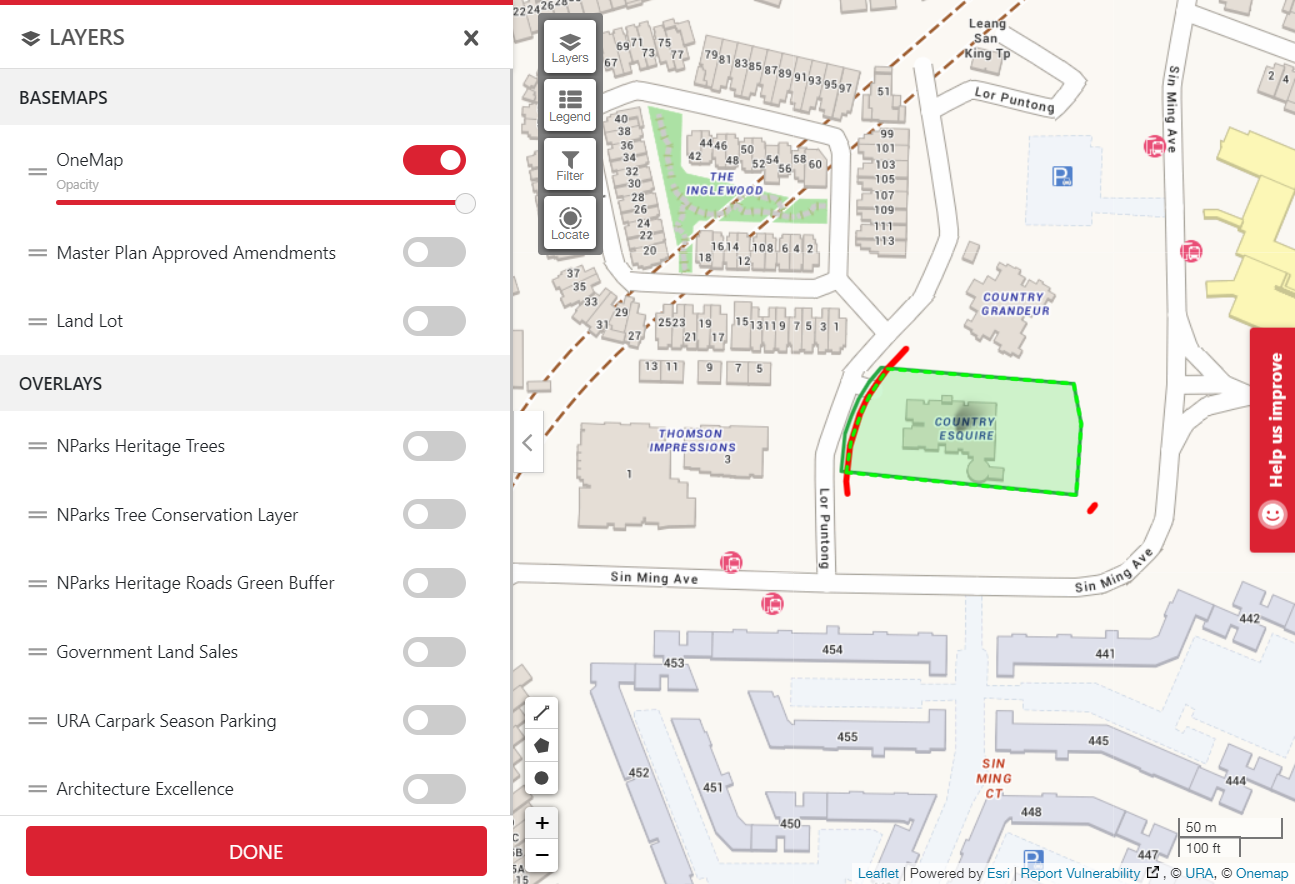 LAYERS
BASEMAPS
OneMap
Opacity
Master Plan Approved Amendments
Land Lot
OVERLAYS
NParks Heritage Trees
NParks Tree Conservation Layer
NParks Heritage Roads Green Buffer
Government Land Sales
URA Carpark Season Parking
Architecture Excellence
DONE
Layers
Legend
Filter
Locate
Leang
San
King Tp
69 71 73 75 77
67
79 81 83 85 87 89 91 93 95 97
51
Lor Puntong
Sin Ming Ave
2 4
40
38
36
34
32
30
28
26
24
22
20
44 46 50 54 58 60
42 48 52 56
THE
INGLEWOOD
99
101
103
105
107
109
111
113
P
18 16 14 12 10 8 6 4 2
37
35
33
31
29
27
25 23 21 19 17
15 13 11 9 7 5 3 1
13 11 9 7 5
COUNTRY
GRANDEUR
COUNTRY
ESQUIRE
THOMSON
IMPRESSIONS
1
3
Lor Puntong
Sin Ming Ave
Sin Ming Ave
Help us improve
442
441
454
453
455
445
444
452
451
450
448
447
SIN
MING
CT
P
+
−
50 m
100 ft
Leaflet | Powered by Esri | Report Vulnerability , © URA, © Onemap